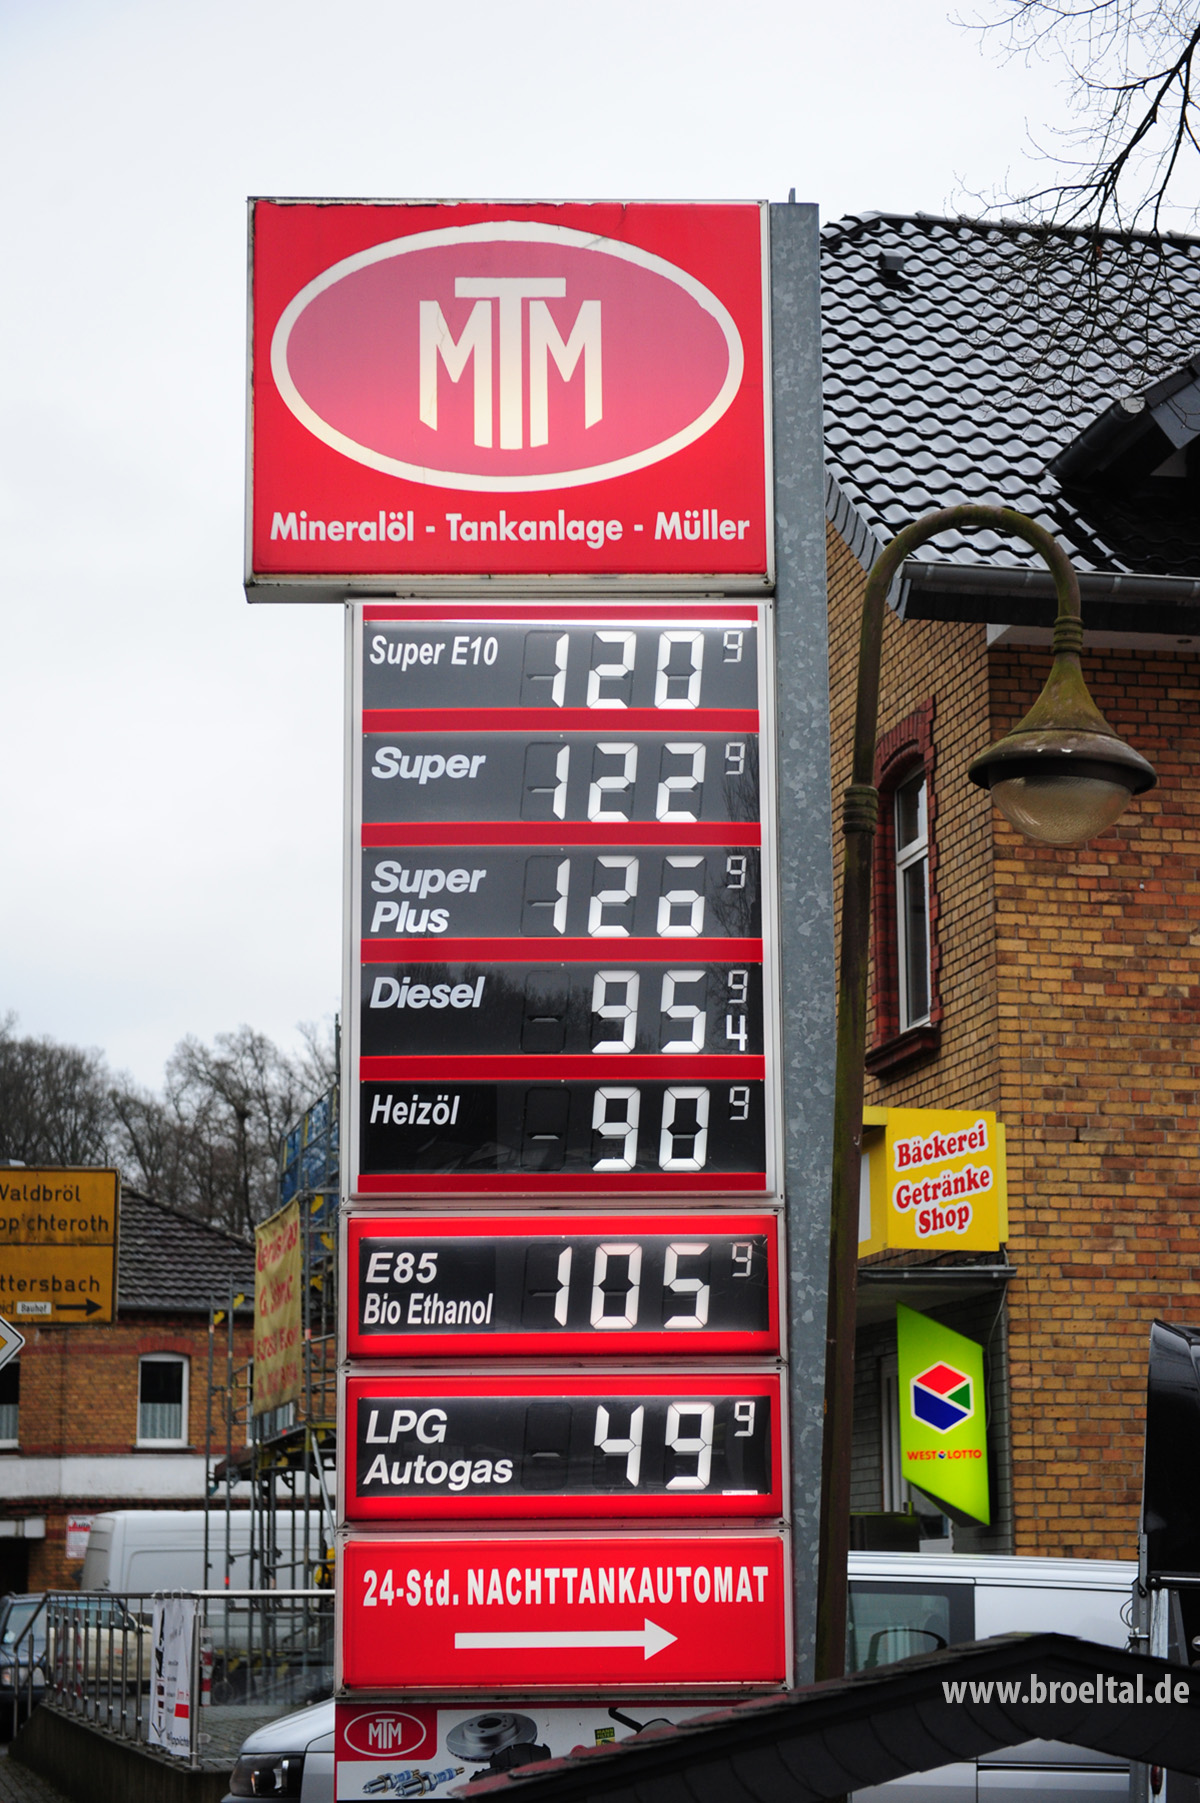 MTM
Mineralöl - Tankanlage - Müller
Super E10 120 9
Super 122 9
Super Plus 126 9
Diesel 95 9 4
Heizöl 90 9
E85
Bio Ethanol 105 9
LPG
Autogas 49 9
24-Std. NACHTTANKAUTOMAT
MTM
Bäckerei
Getränke
Shop
WEST LOTTO
Waldbröl
Bauhof
www.broeltal.de